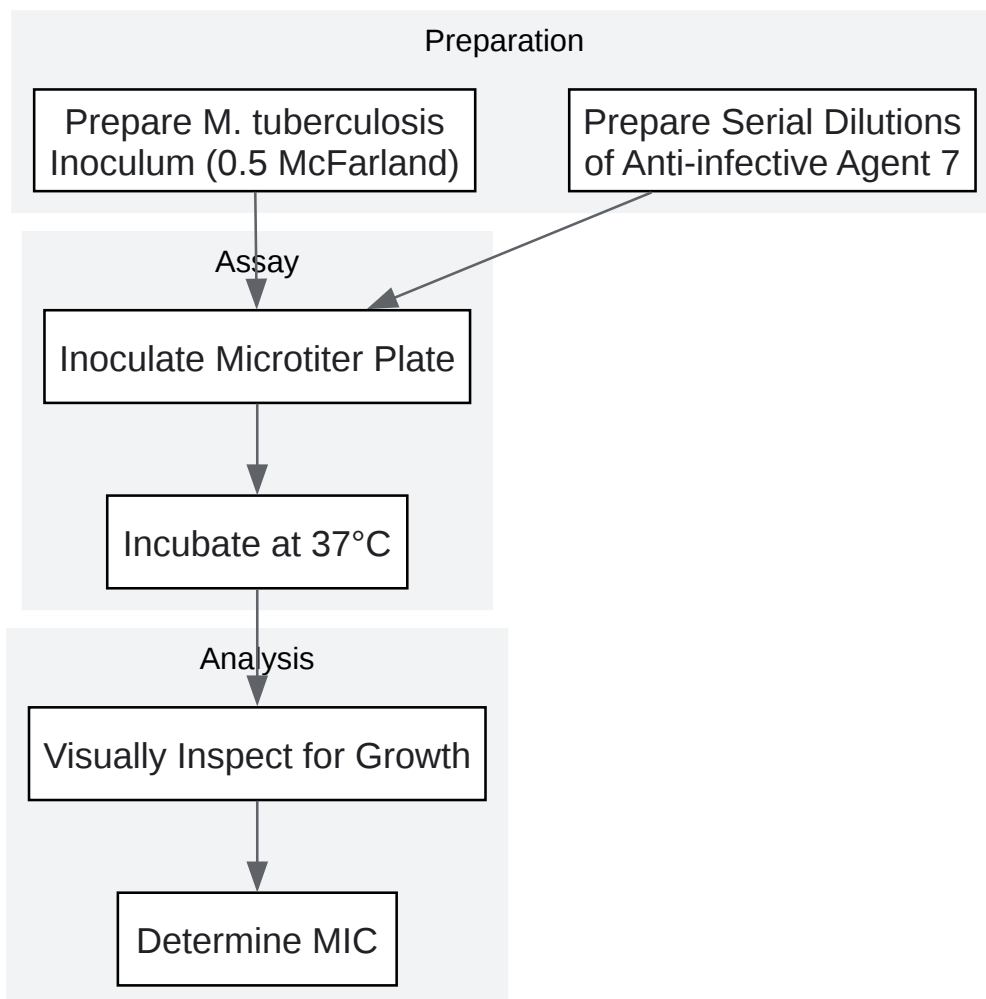 Preparation
Prepare M. tuberculosis
Inoculum (0.5 McFarland)
Prepare Serial Dilutions
of Anti-infective Agent 7
Assay
Inoculate Microtiter Plate
Incubate at 37°C
Analysis
Visually Inspect for Growth
Determine MIC